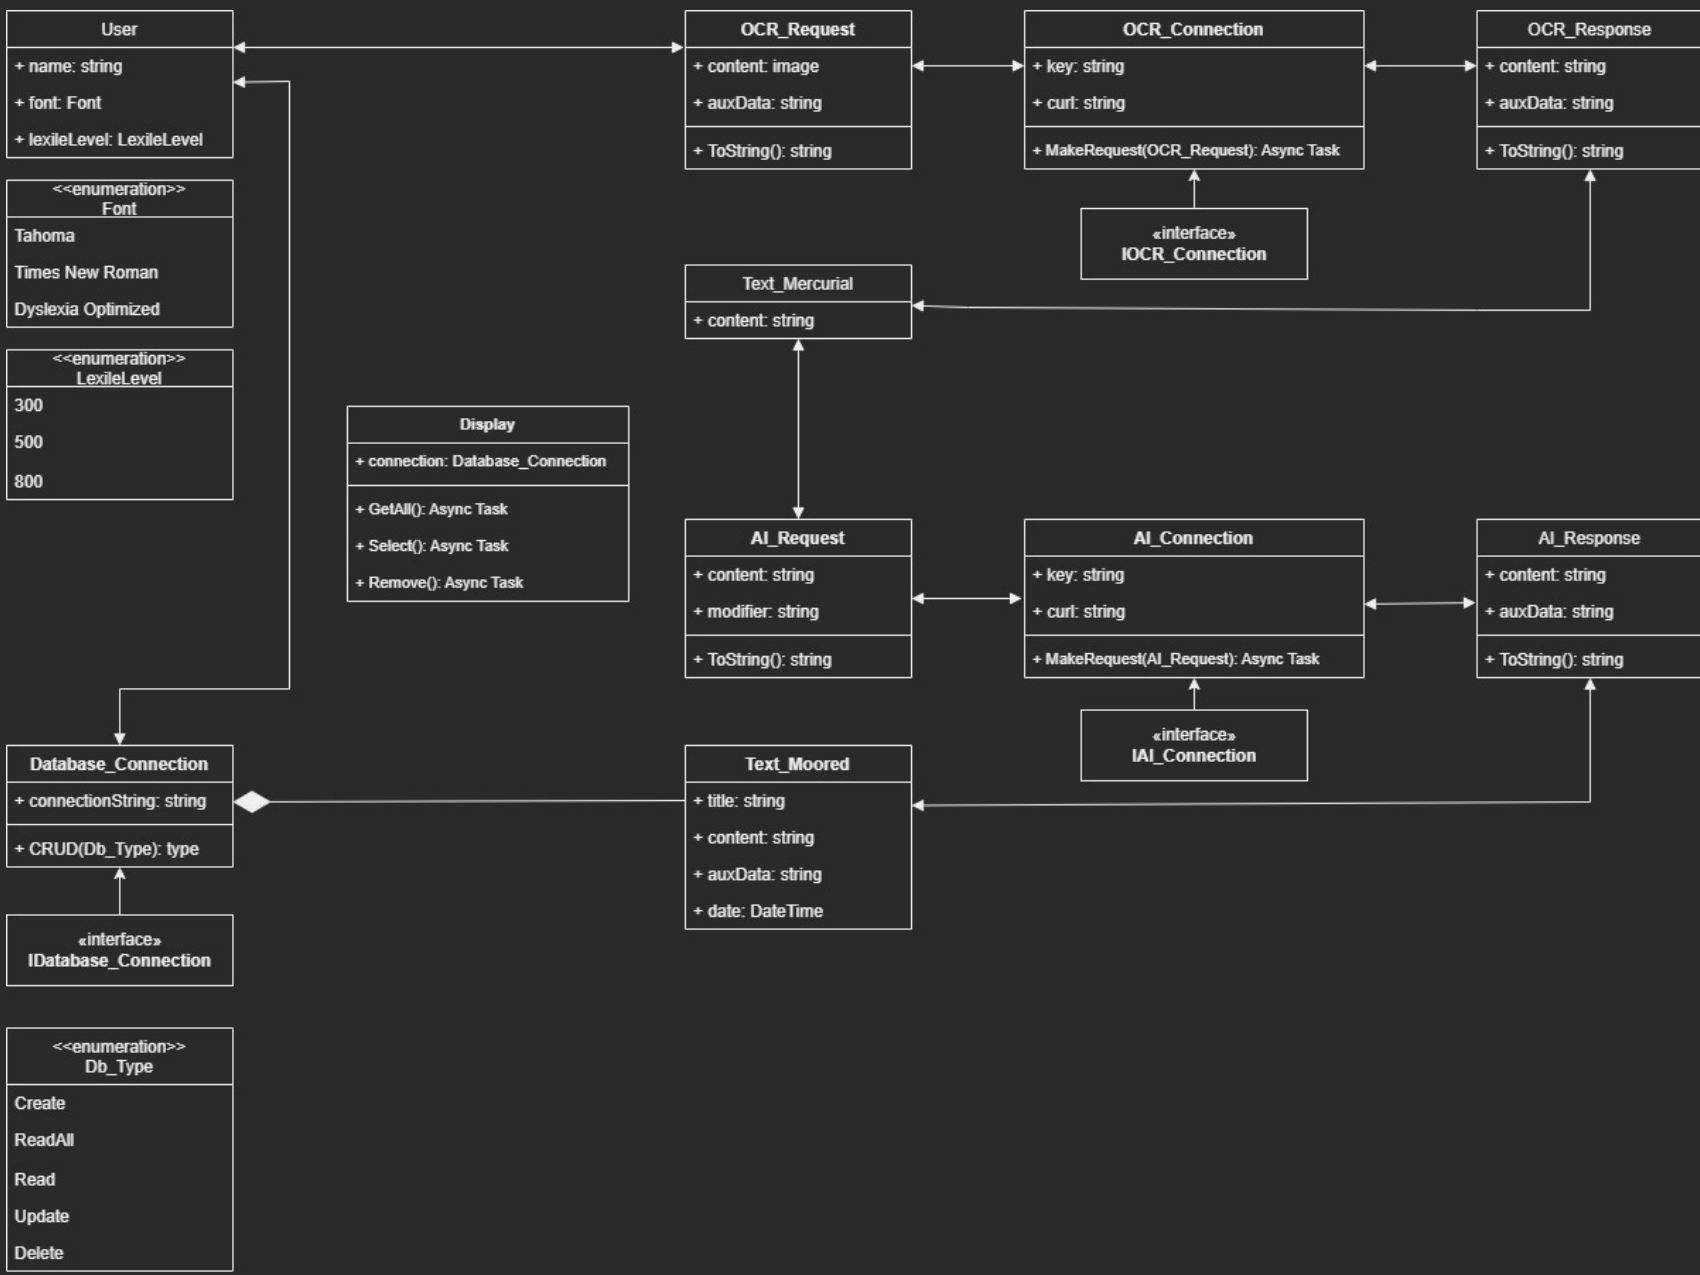 User
+ name: string
+ font: Font
+ lexileLevel: LexileLevel
<<enumeration>>
Font
Tahoma
Times New Roman
Dyslexia Optimized
<<enumeration>>
LexileLevel
300
500
800
Display
+ connection: Database_Connection
+ GetAll(): Async Task
+ Select(): Async Task
+ Remove(): Async Task
Database_Connection
+ connectionString: string
+ CRUD(Db_Type): type
«interface»
IDatabase_Connection
<<enumeration>>
Db_Type
Create
ReadAll
Read
Update
Delete
OCR_Request
+ content: image
+ auxData: string
+ ToString(): string
OCR_Connection
+ key: string
+ curl: string
+ MakeRequest(OCR_Request): Async Task
«interface»
IOCR_Connection
OCR_Response
+ content: string
+ auxData: string
+ ToString(): string
Text_Mercurial
+ content: string
AI_Request
+ content: string
+ modifier: string
+ ToString(): string
AI_Connection
+ key: string
+ curl: string
+ MakeRequest(AI_Request): Async Task
«interface»
IAI_Connection
AI_Response
+ content: string
+ auxData: string
+ ToString(): string
Text_Moored
+ title: string
+ content: string
+ auxData: string
+ date: DateTime